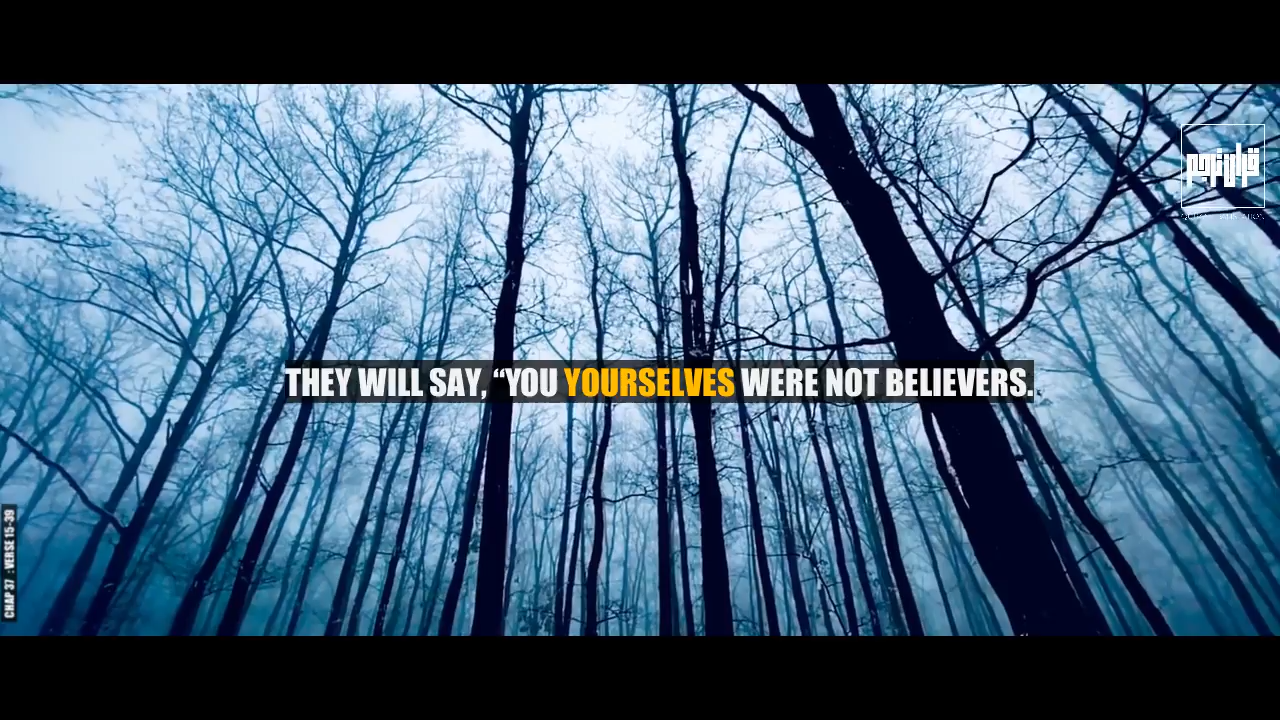 THEY WILL SAY, “YOU YOURSELVES WERE NOT BELIEVERS.
CHAP 37 : VERSE 15-39